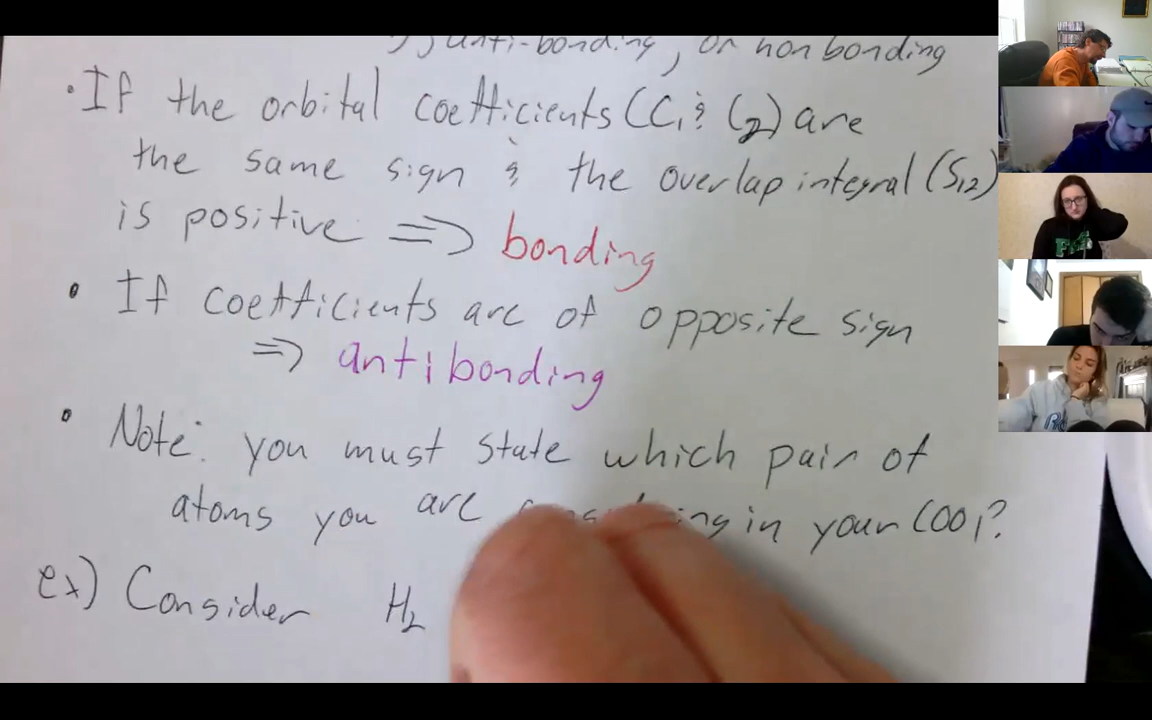 anti-bonding, or nonbonding
• If the orbital coefficients (C₁ & C₂) are
the same sign & the overlap integral (S₁₂)
is positive => bonding
• If coefficients are of opposite sign
=> antibonding
• Note: you must state which pair of
atoms you are in your
ex) Consider H₂